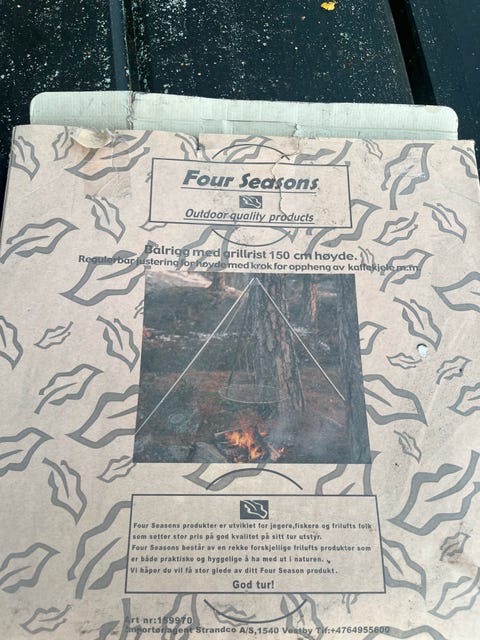 Four Seasons
Outdoor quality products
Bålrigg med grillrist 150 cm høyde.
Regulerbar justering for høyde med krok for oppheng av kaffekjele m.m
Four Seasons produkter er utviklet for jegere,fiskere og frilufts folk
som setter stor pris på god kvalitet på sitt tur utstyr.
Four Seasons består av en rekke forskjellige frilufts produkter som
er både praktiske og hyggelige å ha med ut i naturen.
Vi håper du vil få stor glede av ditt Four Season produkt.
God tur!
Art nr:159970
Importør/agent Strandco A/S,1540 Vestby Tlf:+4764955600